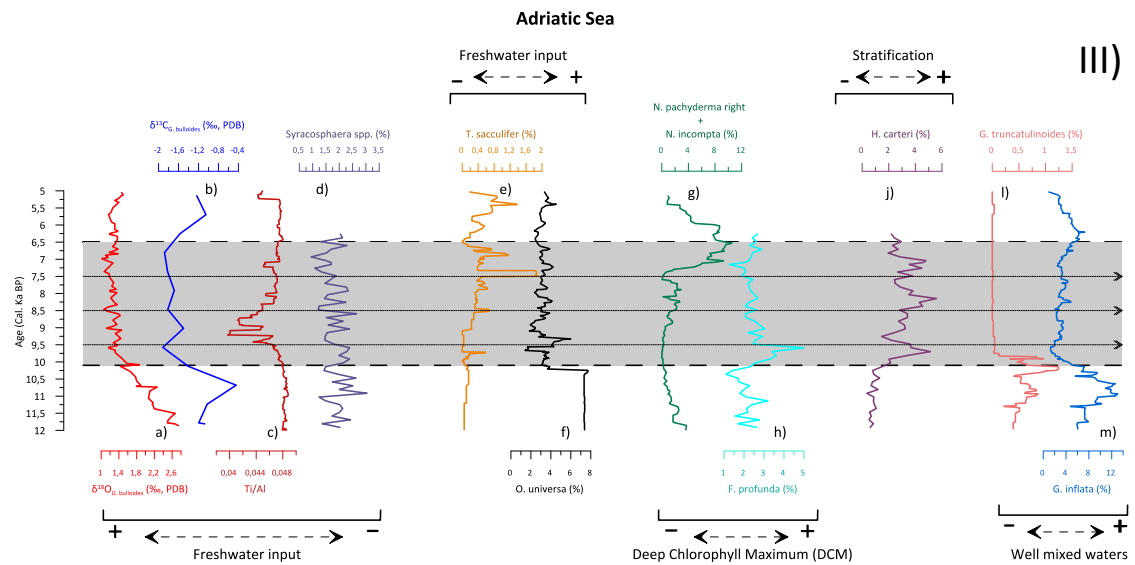 Adriatic Sea
III)
Freshwater input
- +
Stratification
- +
δ¹³C G. bulloides (‰, PDB)
-2 -1,6 -1,2 -0,8 -0,4
Syracosphaera spp. (%)
0,5 1 1,5 2 2,5 3 3,5
T. sacculifer (%)
0 0,4 0,8 1,2 1,6 2
N. pachyderma right
+
N. incompta (%)
0 4 8 12
H. carteri (%)
0 2 4 6
G. truncatulinoides (%)
0 0,5 1 1,5
b) d) e) g) j) l)
Age (Cal. Ka BP)
5
5,5
6
6,5
7
7,5
8
8,5
9
9,5
10
10,5
11
11,5
12
a) c) f) h) m)
1 1,4 1,8 2,2 2,6
δ¹⁸O G. bulloides (‰, PDB)
0,04 0,044 0,048
Ti/Al
0 2 4 6 8
O. universa (%)
1 2 3 4 5
F. profunda (%)
0 4 8 12
G. inflata (%)
+ -
Freshwater input
- +
Deep Chlorophyll Maximum (DCM)
- +
Well mixed waters